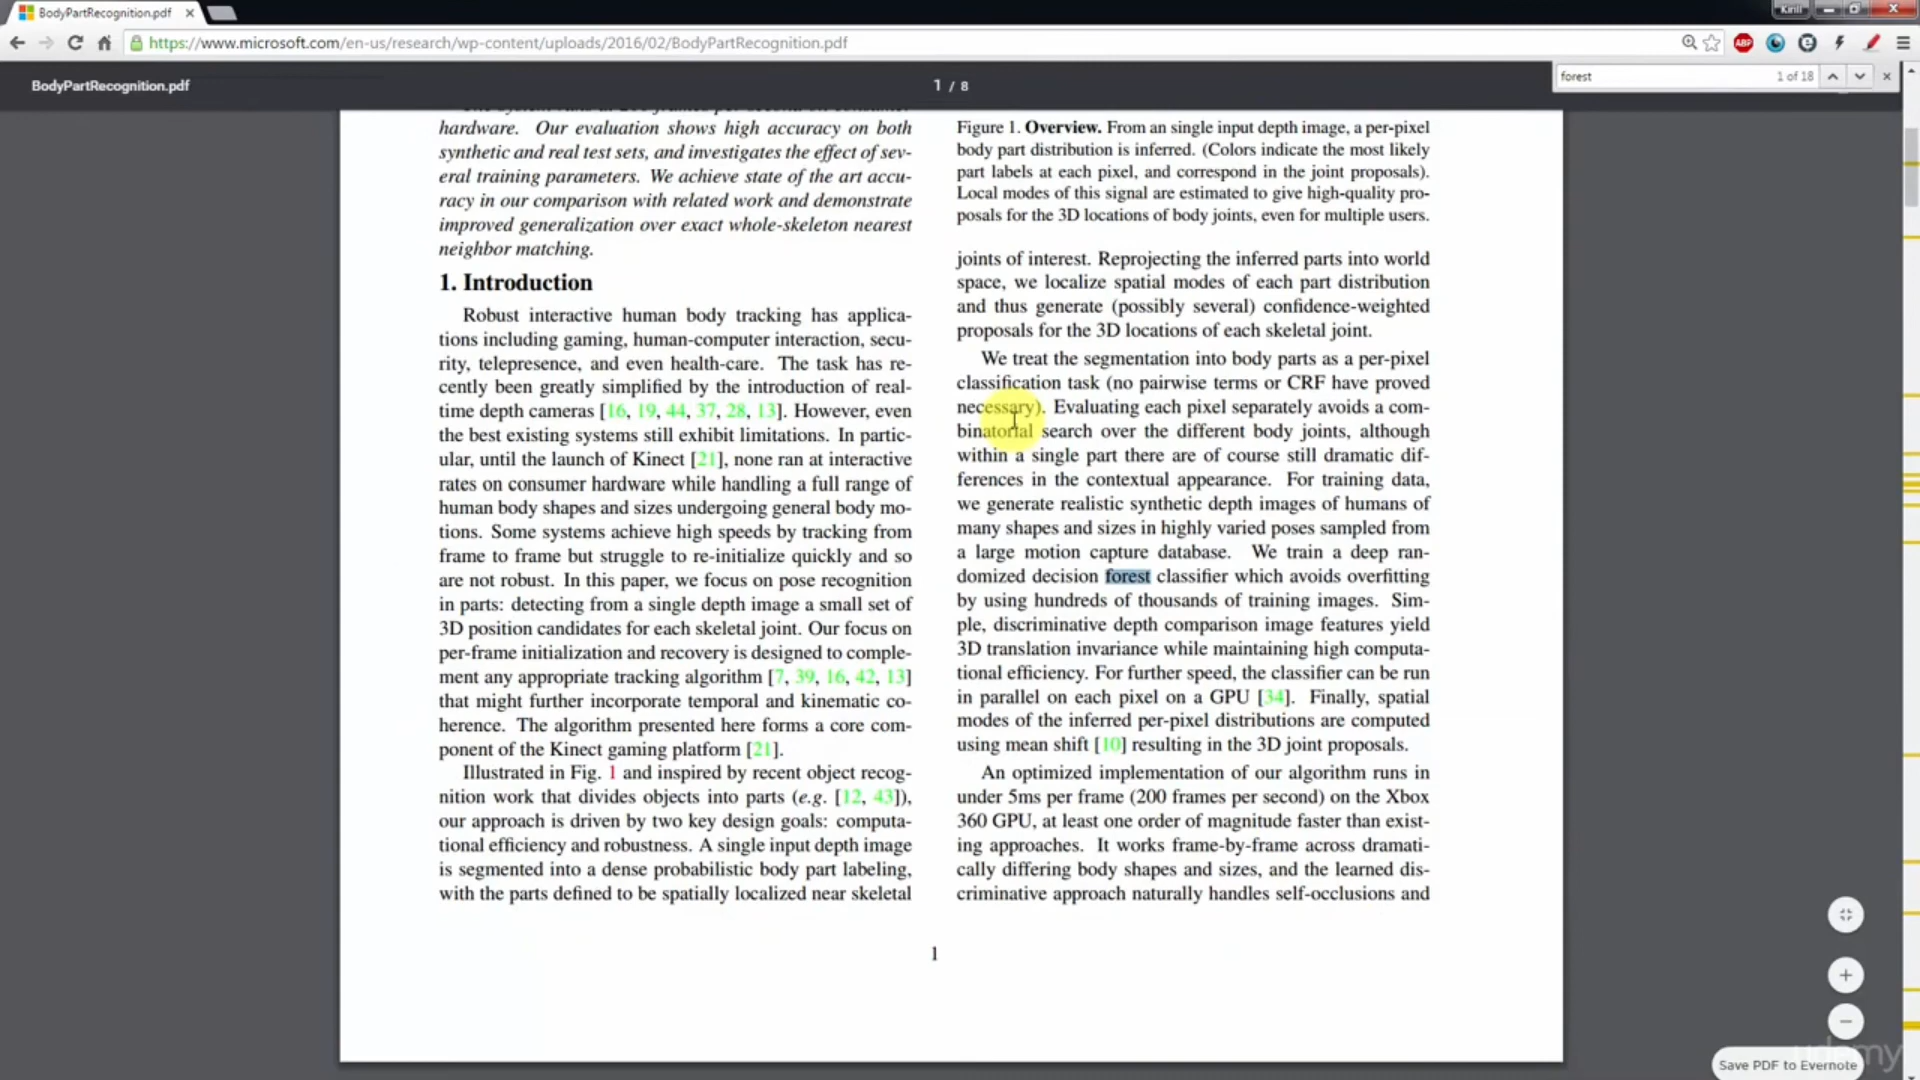 BodyPartRecognition.pdf
Kirill
https://www.microsoft.com/en-us/research/wp-content/uploads/2016/02/BodyPartRecognition.pdf
ABP
BodyPartRecognition.pdf
1 / 8
forest
1 of 18
hardware. Our evaluation shows high accuracy on both
synthetic and real test sets, and investigates the effect of sev-
eral training parameters. We achieve state of the art accu-
racy in our comparison with related work and demonstrate
improved generalization over exact whole-skeleton nearest
neighbor matching.
1. Introduction
Robust interactive human body tracking has applica-
tions including gaming, human-computer interaction, secu-
rity, telepresence, and even health-care. The task has re-
cently been greatly simplified by the introduction of real-
time depth cameras [16, 19, 44, 37, 28, 13]. However, even
the best existing systems still exhibit limitations. In partic-
ular, until the launch of Kinect [21], none ran at interactive
rates on consumer hardware while handling a full range of
human body shapes and sizes undergoing general body mo-
tions. Some systems achieve high speeds by tracking from
frame to frame but struggle to re-initialize quickly and so
are not robust. In this paper, we focus on pose recognition
in parts: detecting from a single depth image a small set of
3D position candidates for each skeletal joint. Our focus on
per-frame initialization and recovery is designed to comple-
ment any appropriate tracking algorithm [7, 39, 16, 42, 13]
that might further incorporate temporal and kinematic co-
herence. The algorithm presented here forms a core com-
ponent of the Kinect gaming platform [21].
Illustrated in Fig. 1 and inspired by recent object recog-
nition work that divides objects into parts (e.g. [12, 43]),
our approach is driven by two key design goals: computa-
tional efficiency and robustness. A single input depth image
is segmented into a dense probabilistic body part labeling,
with the parts defined to be spatially localized near skeletal
Figure 1. Overview. From an single input depth image, a per-pixel
body part distribution is inferred. (Colors indicate the most likely
part labels at each pixel, and correspond in the joint proposals).
Local modes of this signal are estimated to give high-quality pro-
posals for the 3D locations of body joints, even for multiple users.
joints of interest. Reprojecting the inferred parts into world
space, we localize spatial modes of each part distribution
and thus generate (possibly several) confidence-weighted
proposals for the 3D locations of each skeletal joint.
We treat the segmentation into body parts as a per-pixel
classification task (no pairwise terms or CRF have proved
necessary). Evaluating each pixel separately avoids a com-
binatorial search over the different body joints, although
within a single part there are of course still dramatic dif-
ferences in the contextual appearance. For training data,
we generate realistic synthetic depth images of humans of
many shapes and sizes in highly varied poses sampled from
a large motion capture database. We train a deep ran-
domized decision forest classifier which avoids overfitting
by using hundreds of thousands of training images. Sim-
ple, discriminative depth comparison image features yield
3D translation invariance while maintaining high computa-
tional efficiency. For further speed, the classifier can be run
in parallel on each pixel on a GPU [34]. Finally, spatial
modes of the inferred per-pixel distributions are computed
using mean shift [10] resulting in the 3D joint proposals.
An optimized implementation of our algorithm runs in
under 5ms per frame (200 frames per second) on the Xbox
360 GPU, at least one order of magnitude faster than exist-
ing approaches. It works frame-by-frame across dramati-
cally differing body shapes and sizes, and the learned dis-
criminative approach naturally handles self-occlusions and
1
Save PDF to Evernote
udemy